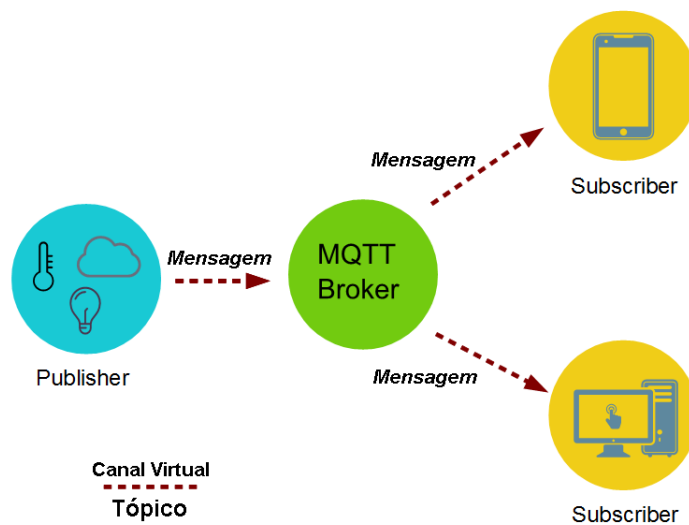 Mensagem
Subscriber
Mensagem
MQTT
Broker
Publisher
Mensagem
Canal Virtual
Tópico
Subscriber